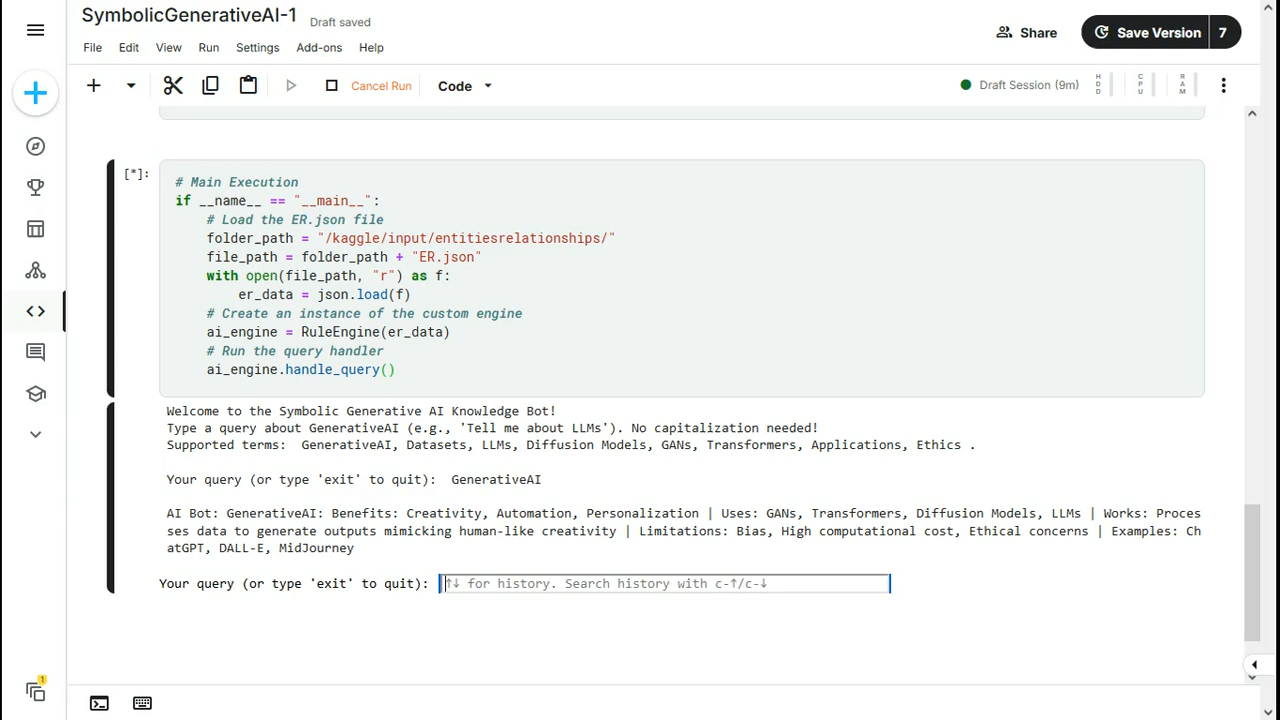 SymbolicGenerativeAI-1
Draft saved
File Edit View Run Settings Add-ons Help
Share
Save Version 7
Cancel Run
Code
Draft Session (9m)
HDD
CPU
RAM
[*]:
# Main Execution
if __name__ == "__main__":
# Load the ER.json file
folder_path = "/kaggle/input/entitiesrelationships/"
file_path = folder_path + "ER.json"
with open(file_path, "r") as f:
er_data = json.load(f)
# Create an instance of the custom engine
ai_engine = RuleEngine(er_data)
# Run the query handler
ai_engine.handle_query()
Welcome to the Symbolic Generative AI Knowledge Bot!
Type a query about GenerativeAI (e.g., 'Tell me about LLMs'). No capitalization needed!
Supported terms:  GenerativeAI, Datasets, LLMs, Diffusion Models, GANs, Transformers, Applications, Ethics .
Your query (or type 'exit' to quit):  GenerativeAI
AI Bot: GenerativeAI: Benefits: Creativity, Automation, Personalization | Uses: GANs, Transformers, Diffusion Models, LLMs | Works: Proces
ses data to generate outputs mimicking human-like creativity | Limitations: Bias, High computational cost, Ethical concerns | Examples: Ch
atGPT, DALL-E, MidJourney
Your query (or type 'exit' to quit): ↑↓ for history. Search history with c-↑/c-↓
1